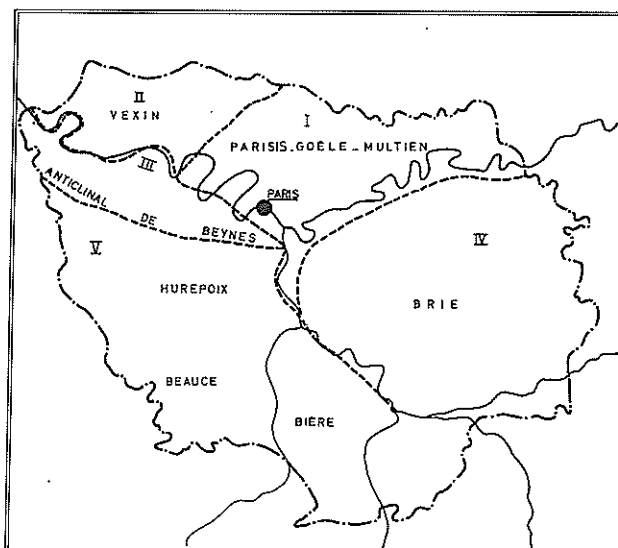 II
VEXIN
I
PARISIS_GOËLE_MULTIEN
III
PARIS
ANTICLINAL DE BEYNES
V
IV
HUREPOIX
BRIE
BEAUCE
BIÈRE